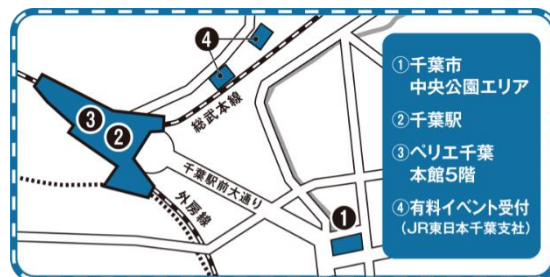 ④
③
②
①
総武本線
千葉駅前大通り
外房線
①千葉市
中央公園エリア
②千葉駅
③ペリエ千葉
本館5階
④有料イベント受付
(JR東日本千葉支社)